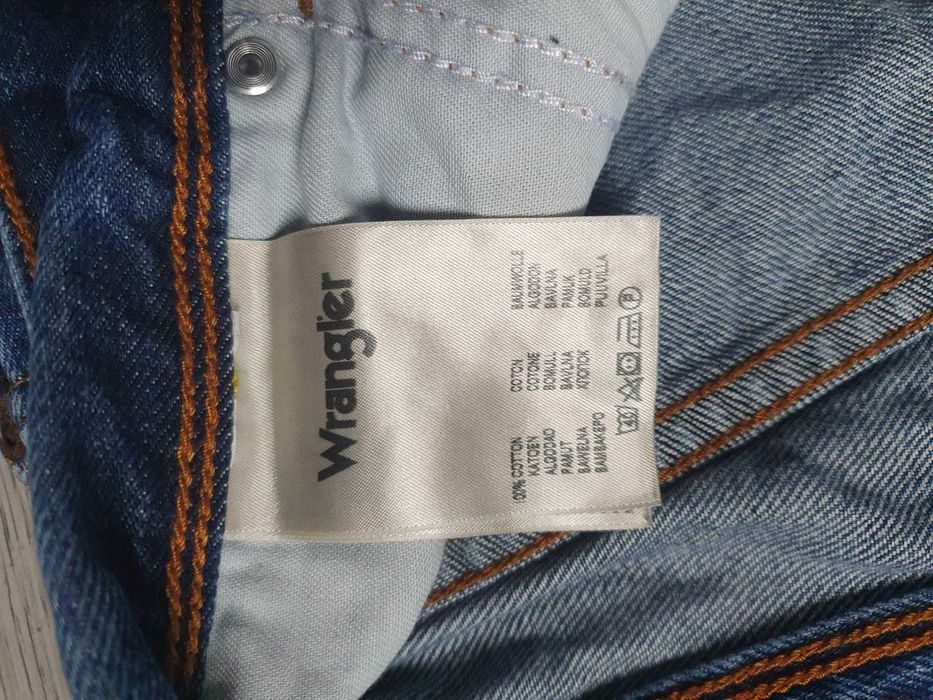 Wrangler
100% COTTON COTON BAUMWOLLE
KATOEN COTONE ALGODON
ALGODAO BOMULL BAVLNA
PAMUT BAVLNA PAMUK
BAWEŁNA ХЛОПОК BOMULD
ΒΑΜΒΑΚΕΡΟ PUUVILLA
40 P